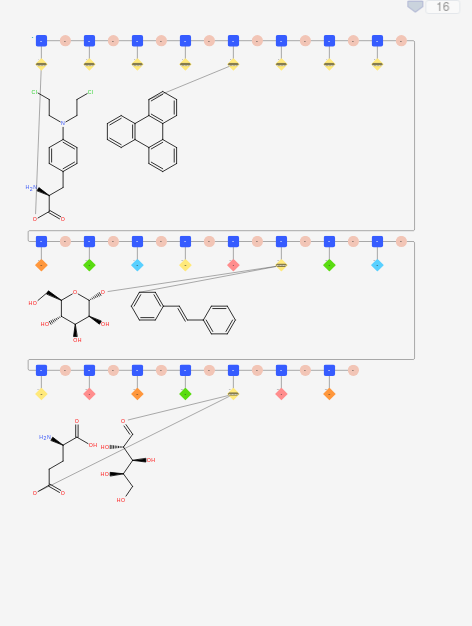 16
Cl Cl
N
H₂N
O O
O O
HO
HO OH
OH
O
H₂N OH HO OH
HO
O O
OH
HO